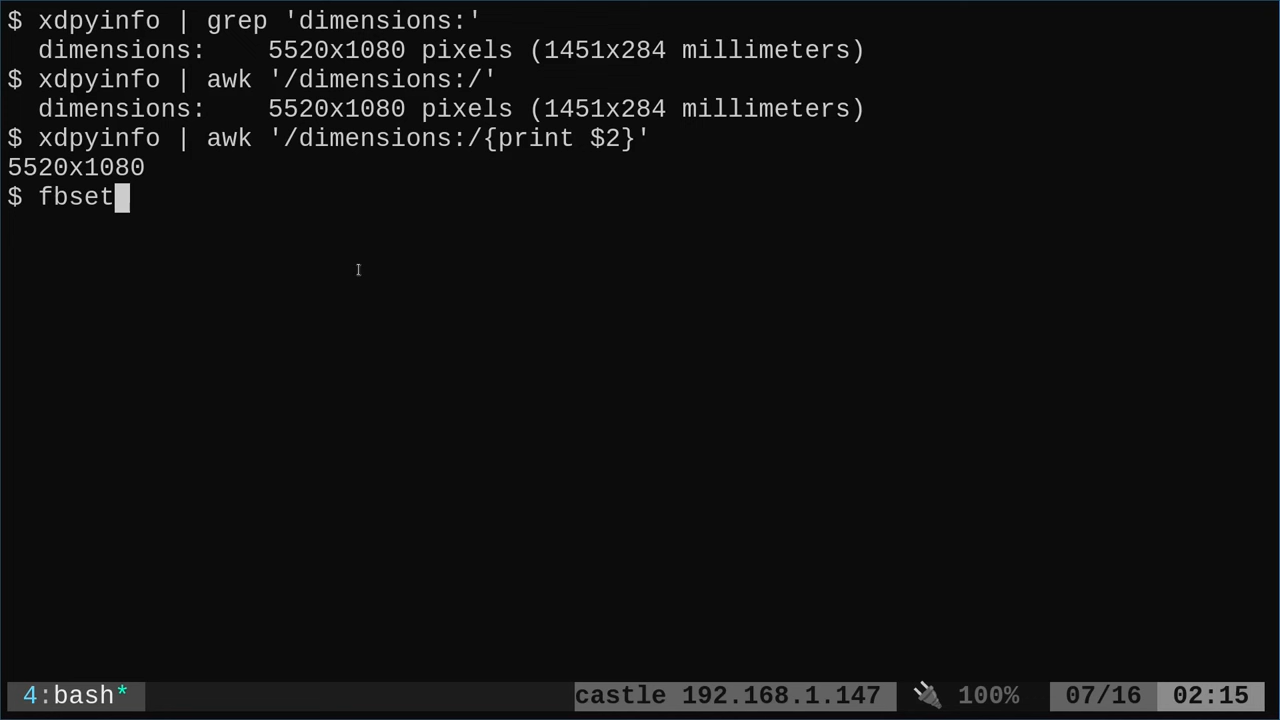 $ xdpyinfo | grep 'dimensions:'
  dimensions:    5520x1080 pixels (1451x284 millimeters)
$ xdpyinfo | awk '/dimensions:/'
  dimensions:    5520x1080 pixels (1451x284 millimeters)
$ xdpyinfo | awk '/dimensions:/{print $2}'
5520x1080
$ fbset
4:bash* castle 192.168.1.147 🔌 100% 07/16 02:15